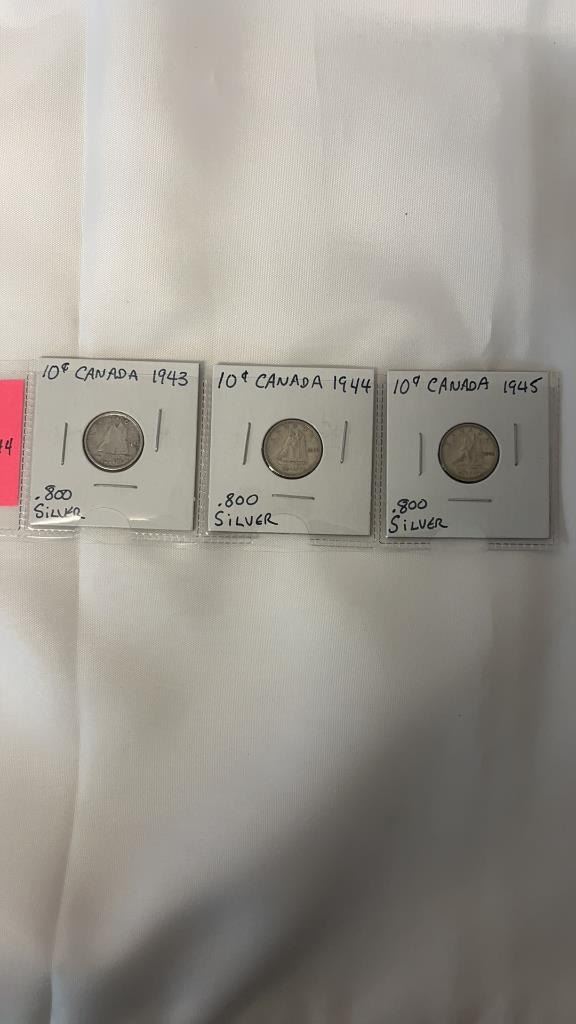 10¢ CANADA 1943
.800
SILVER
10¢ CANADA 1944
.800
SILVER
10¢ CANADA 1945
.800
SILVER